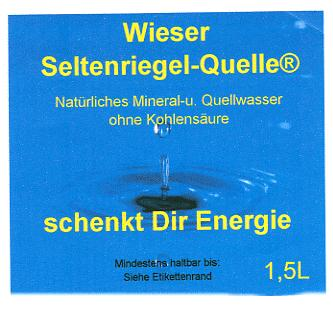 Wieser
Seltenriegel-Quelle®
Natürliches Mineral-u. Quellwasser
ohne Kohlensäure
schenkt Dir Energie
Mindestens haltbar bis:
Siehe Etikettenrand
1,5L